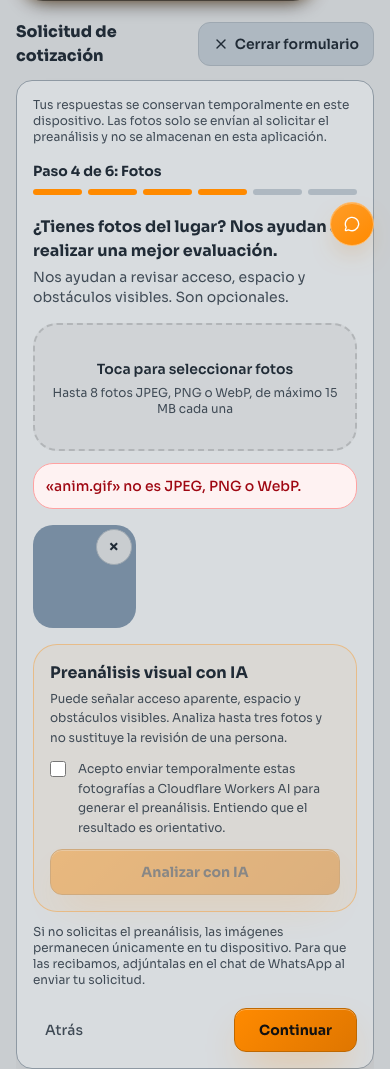 Solicitud de
cotización
× Cerrar formulario
Tus respuestas se conservan temporalmente en este
dispositivo. Las fotos solo se envían al solicitar el
preanálisis y no se almacenan en esta aplicación.
Paso 4 de 6: Fotos
¿Tienes fotos del lugar? Nos ayudan
realizar una mejor evaluación.
Nos ayudan a revisar acceso, espacio y
obstáculos visibles. Son opcionales.
Toca para seleccionar fotos
Hasta 8 fotos JPEG, PNG o WebP, de máximo 15
MB cada una
«anim.gif» no es JPEG, PNG o WebP.
×
Preanálisis visual con IA
Puede señalar acceso aparente, espacio y
obstáculos visibles. Analiza hasta tres fotos y
no sustituye la revisión de una persona.
Acepto enviar temporalmente estas
fotografías a Cloudflare Workers AI para
generar el preanálisis. Entiendo que el
resultado es orientativo.
Analizar con IA
Si no solicitas el preanálisis, las imágenes
permanecen únicamente en tu dispositivo. Para que
las recibamos, adjúntalas en el chat de WhatsApp al
enviar tu solicitud.
Atrás
Continuar